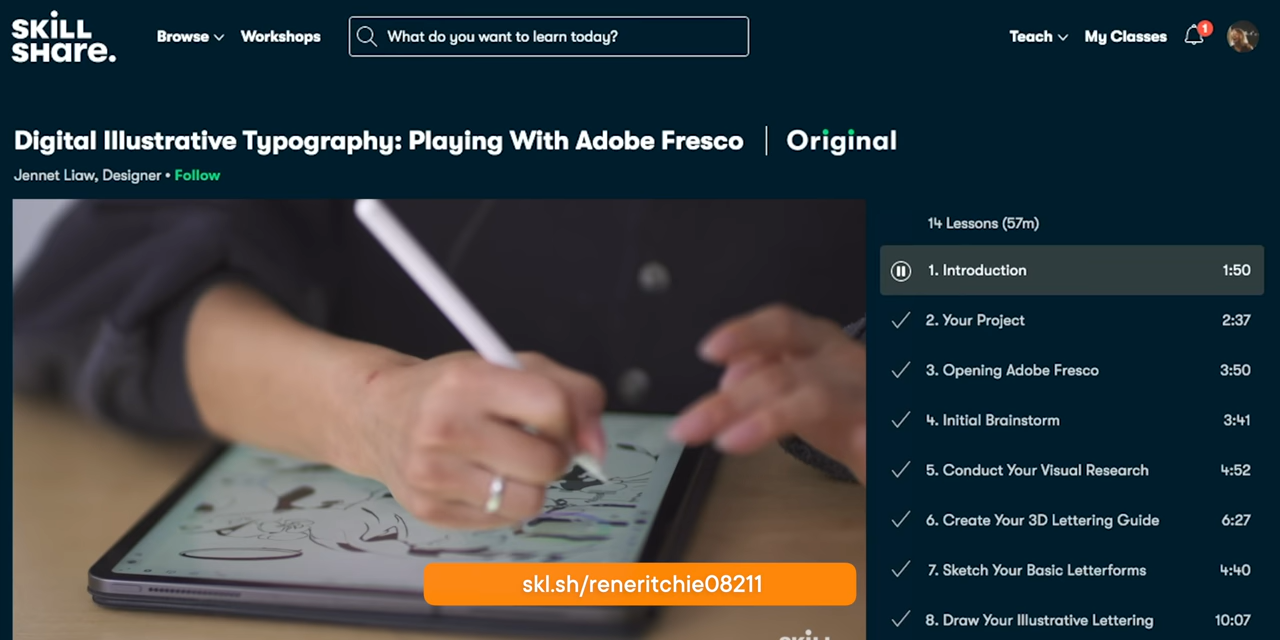 SKILL
SHARE.
Browse
Workshops
What do you want to learn today?
Teach
My Classes
1
Digital Illustrative Typography: Playing With Adobe Fresco | Original
Jennet Liaw, Designer • Follow
14 Lessons (57m)
1. Introduction 1:50
2. Your Project 2:37
3. Opening Adobe Fresco 3:50
4. Initial Brainstorm 3:41
5. Conduct Your Visual Research 4:52
6. Create Your 3D Lettering Guide 6:27
7. Sketch Your Basic Letterforms 4:40
8. Draw Your Illustrative Lettering 10:07
skl.sh/reneritchie08211
skill